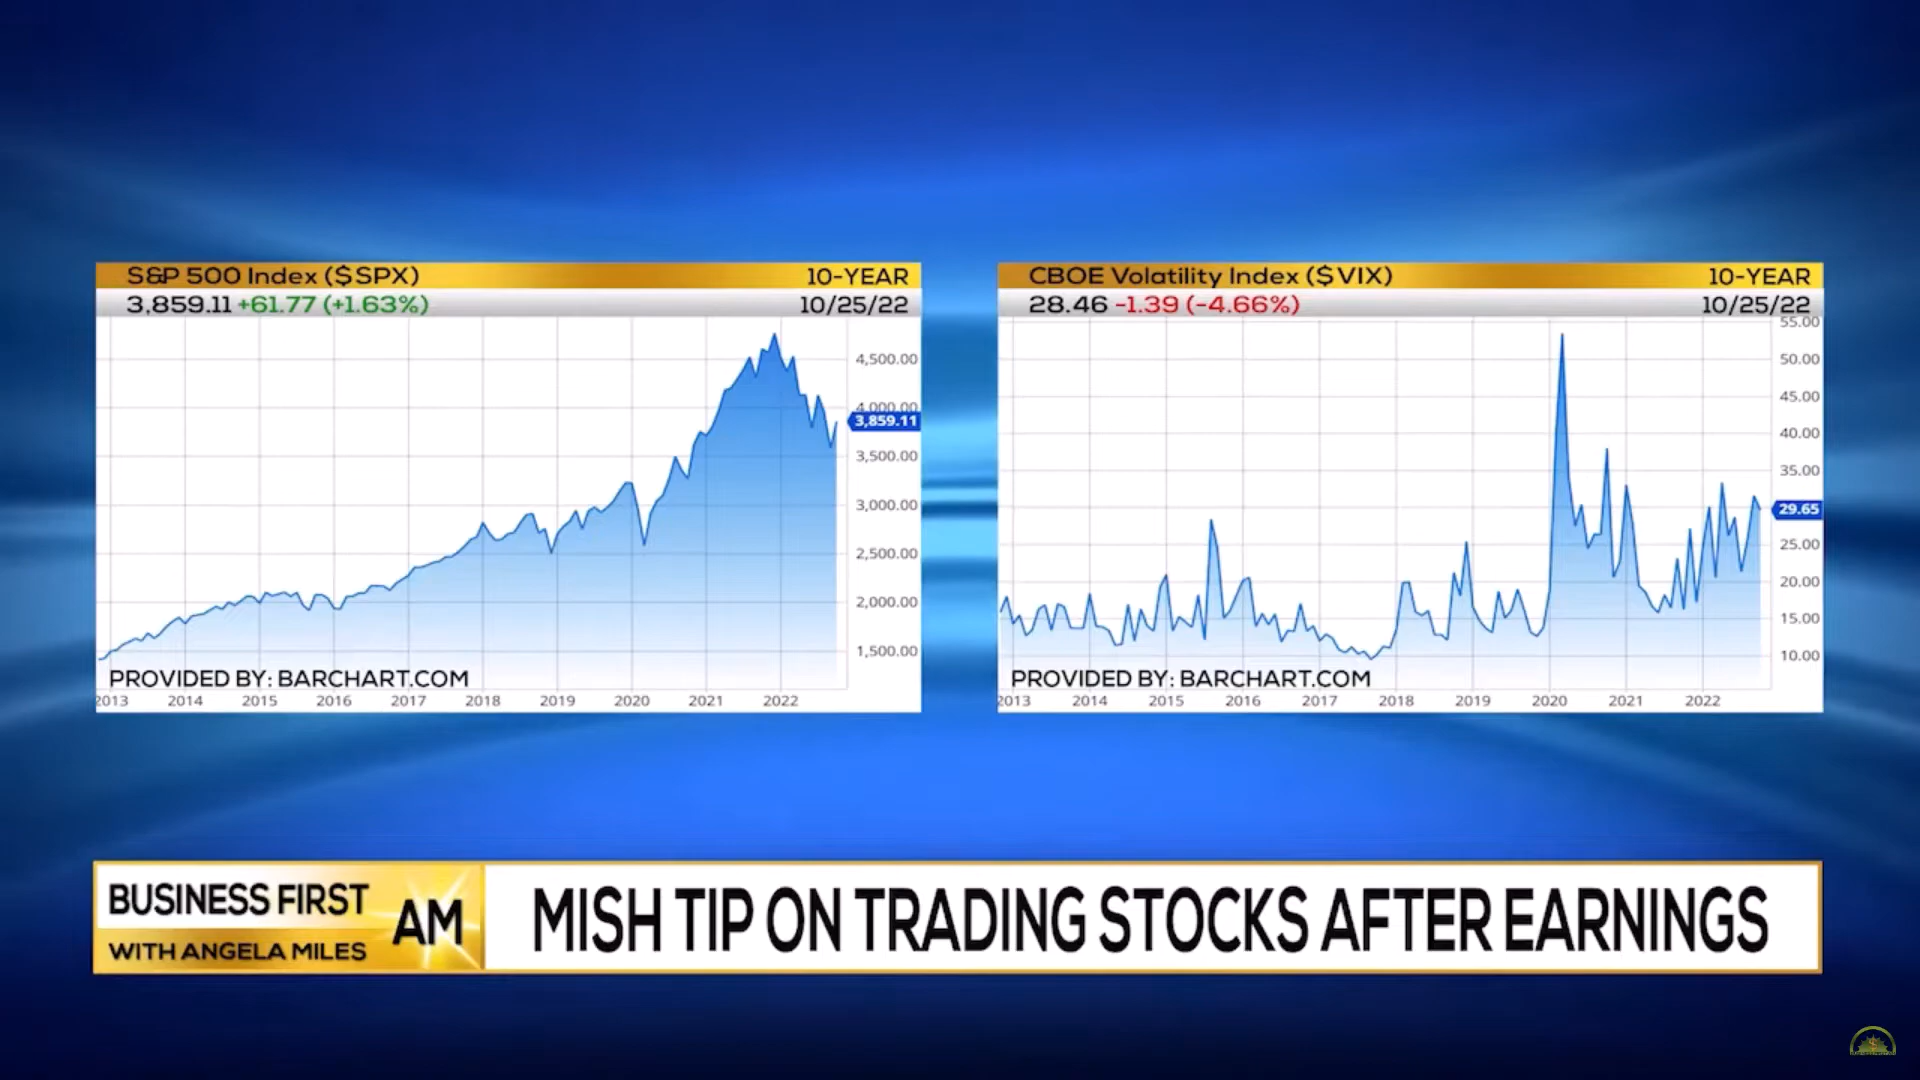 S&P 500 Index ($SPX) 10-YEAR
3,859.11 +61.77 (+1.63%) 10/25/22
4,500.00
4,000.00
3,859.11
3,500.00
3,000.00
2,500.00
2,000.00
1,500.00
PROVIDED BY: BARCHART.COM
2013 2014 2015 2016 2017 2018 2019 2020 2021 2022
CBOE Volatility Index ($VIX) 10-YEAR
28.46 -1.39 (-4.66%) 10/25/22
55.00
50.00
45.00
40.00
35.00
29.65
25.00
20.00
15.00
10.00
PROVIDED BY: BARCHART.COM
2013 2014 2015 2016 2017 2018 2019 2020 2021 2022
BUSINESS FIRST
AM
WITH ANGELA MILES
MISH TIP ON TRADING STOCKS AFTER EARNINGS